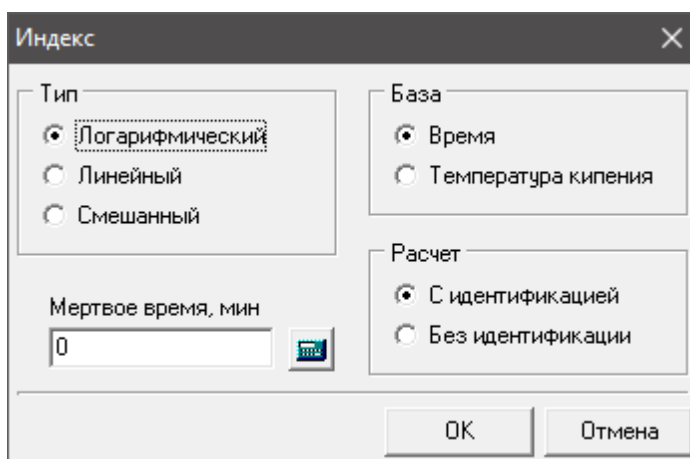 Индекс
Тип
Логарифмический
Линейный
Смешанный
Мертвое время, мин
0
База
Время
Температура кипения
Расчет
С идентификацией
Без идентификации
OK
Отмена